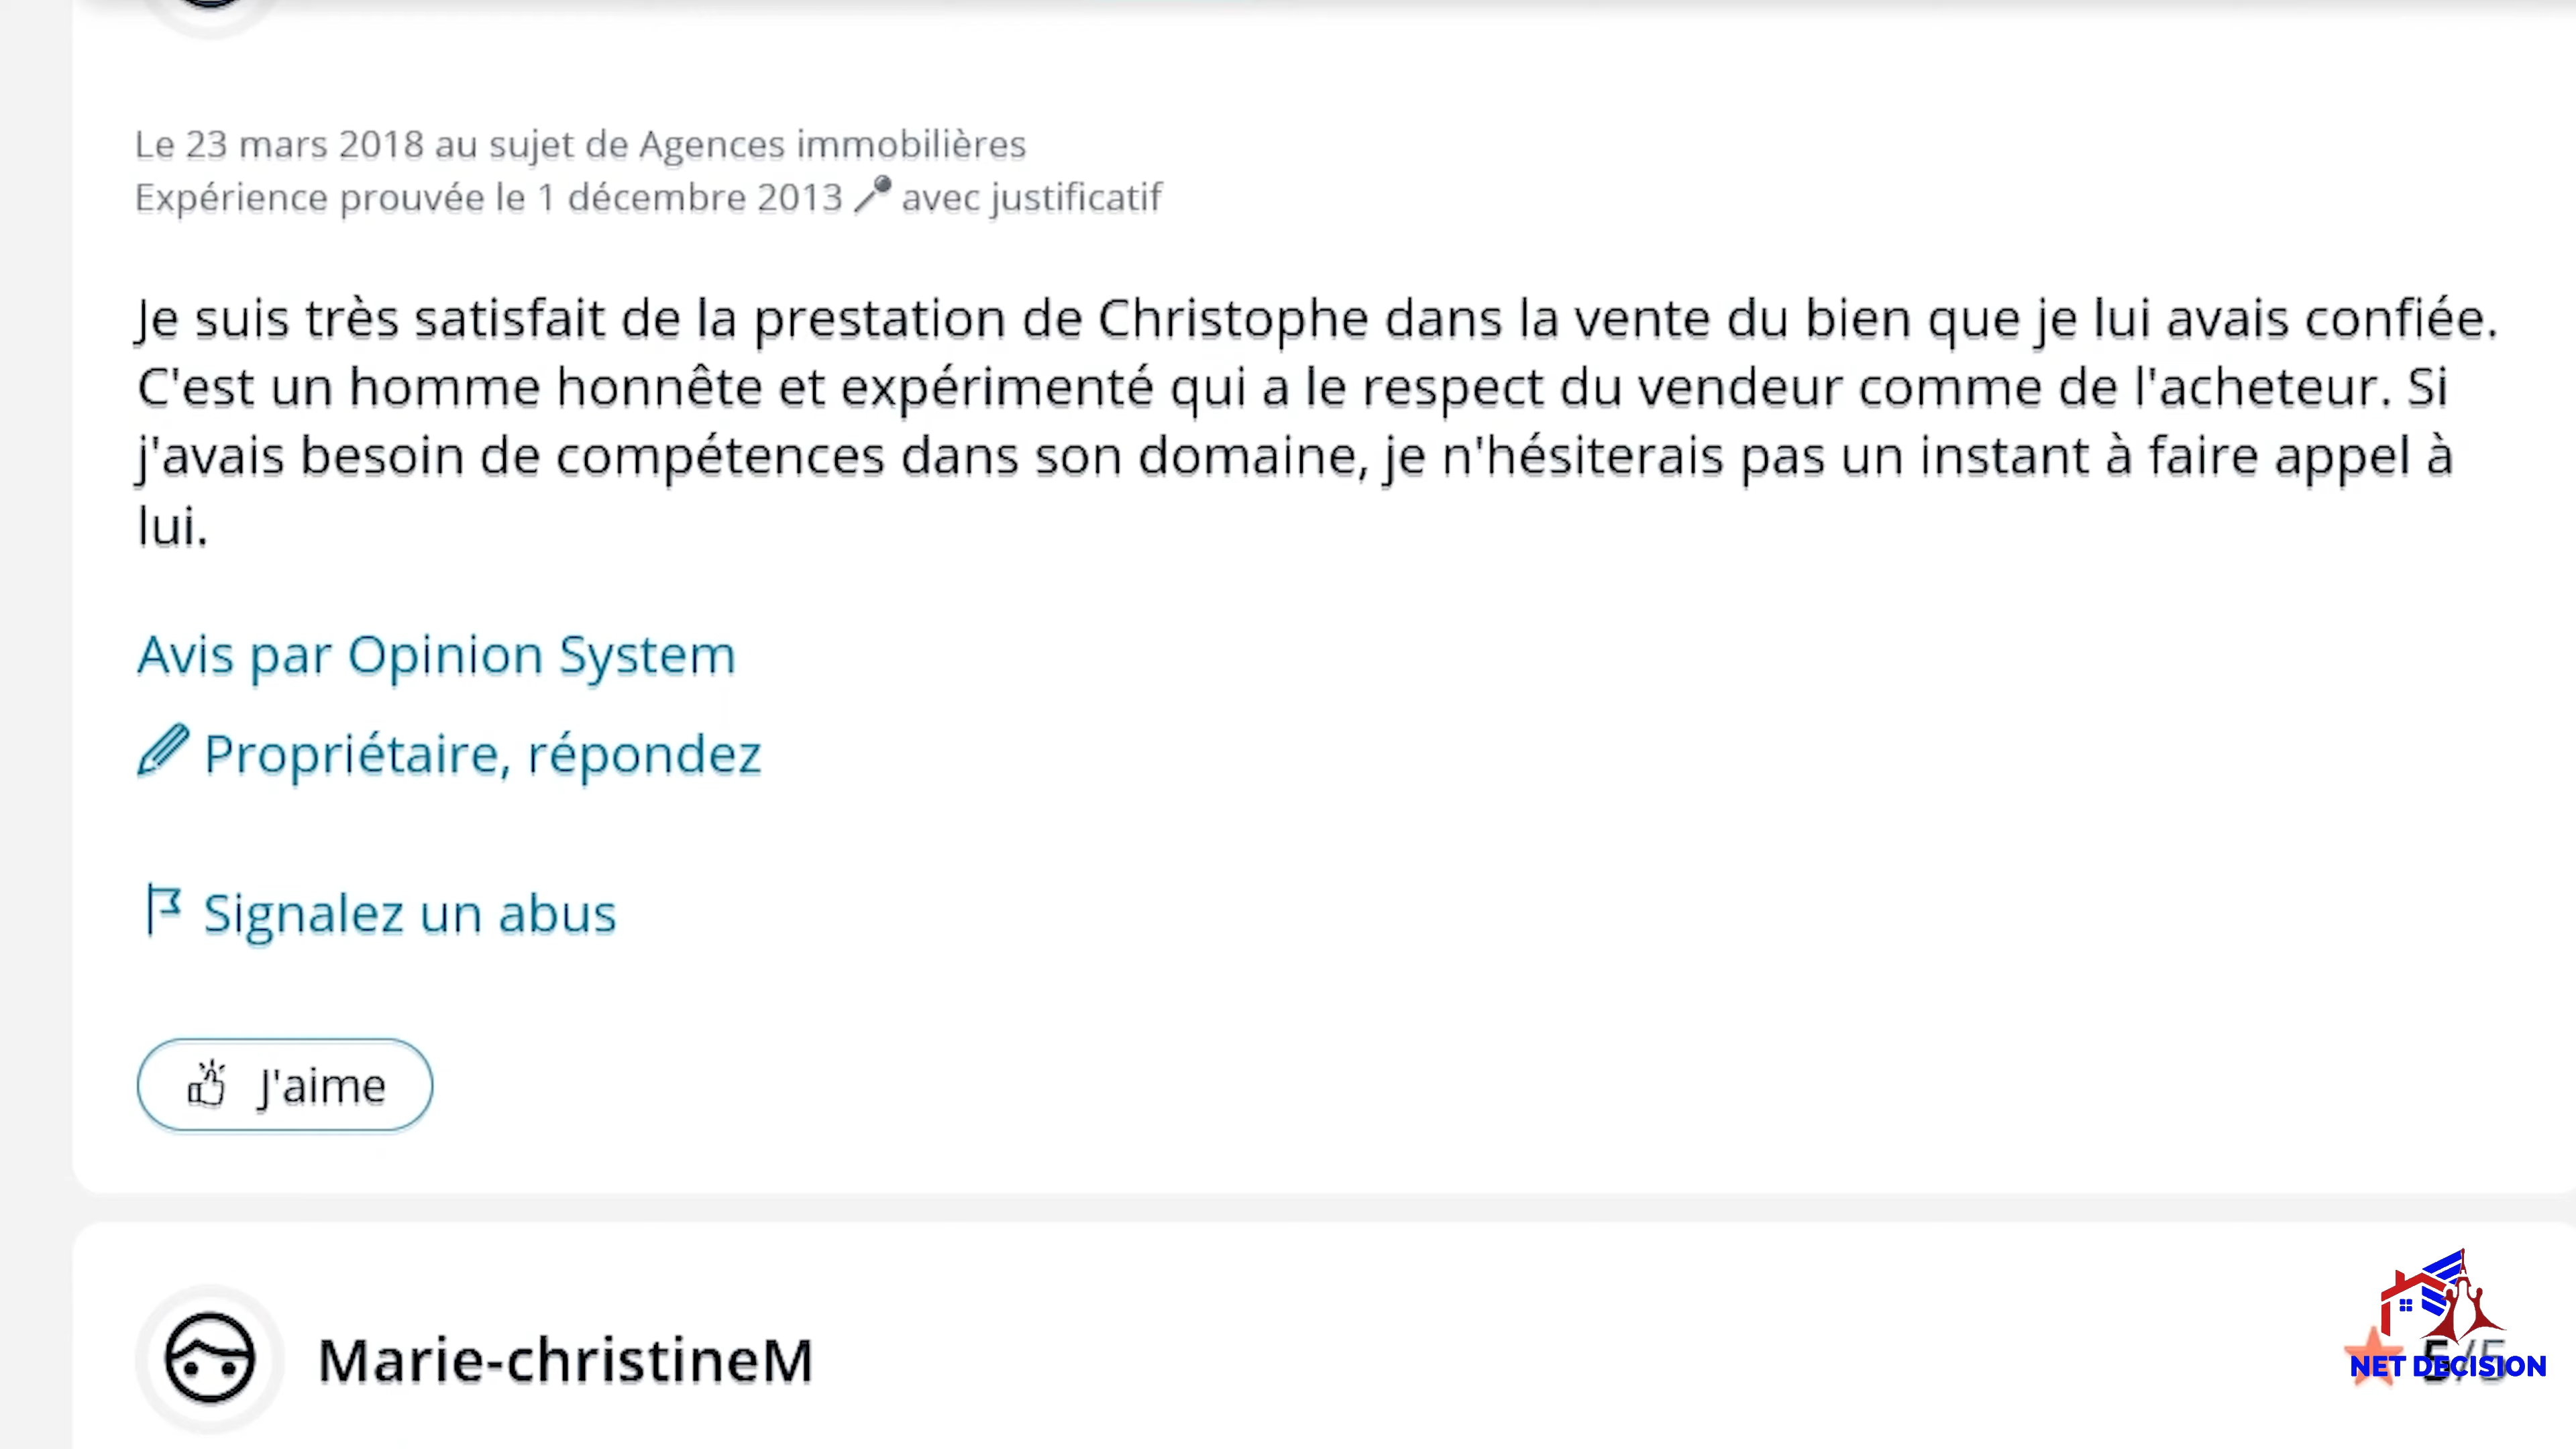 Le 23 mars 2018 au sujet de Agences immobilières
Expérience prouvée le 1 décembre 2013 avec justificatif
Je suis très satisfait de la prestation de Christophe dans la vente du bien que je lui avais confiée.
C'est un homme honnête et expérimenté qui a le respect du vendeur comme de l'acheteur. Si
j'avais besoin de compétences dans son domaine, je n'hésiterais pas un instant à faire appel à
lui.
Avis par Opinion System
Propriétaire, répondez
Signalez un abus
J'aime
Marie-christineM
5/5
NET DECISION